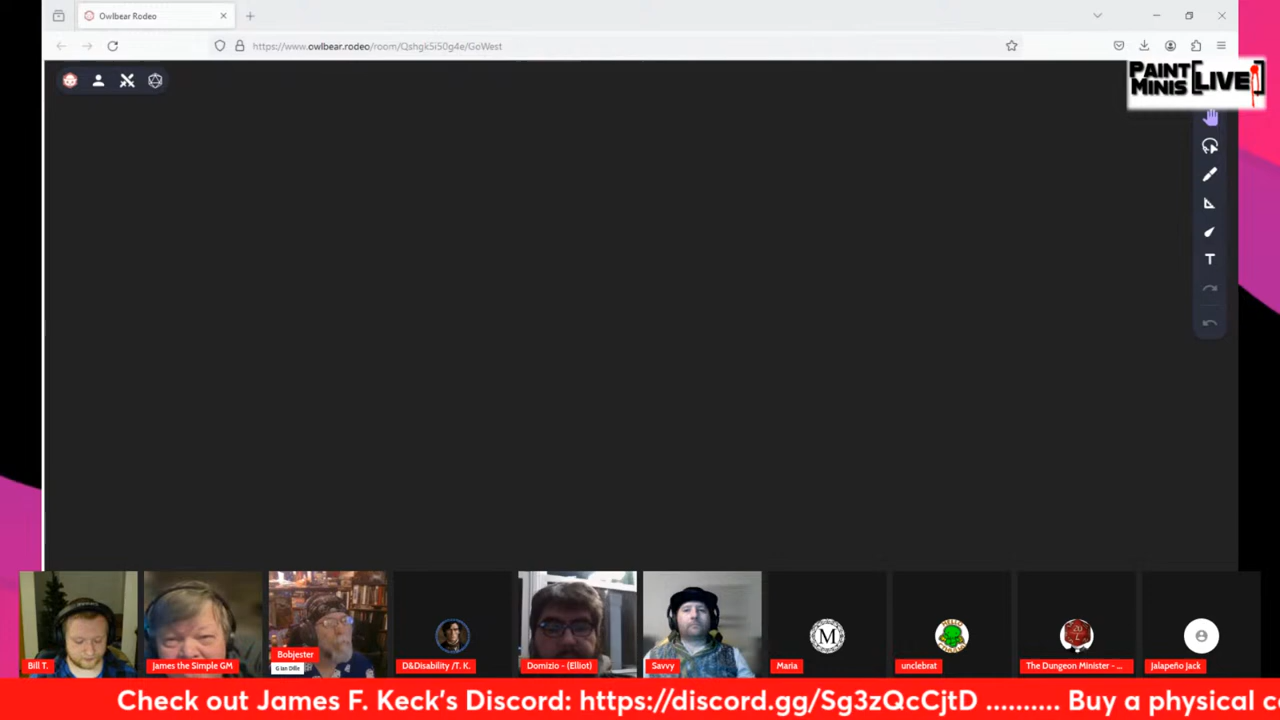 Owlbear Rodeo
https://www.owlbear.rodeo/room/Qshgk5i50g4e/GoWest
PAINT MINIS [LIVE]
T
Bill T.
James the Simple GM
Bobjester
D&Disability /T. K.
Domizio - (Elliot)
Savvy
M
Maria
HELLO
unclebrat
20
The Dungeon Minister - ...
Jalapeño Jack
Check out James F. Keck's Discord: https://discord.gg/Sg3zQcCjtD .......... Buy a physical c